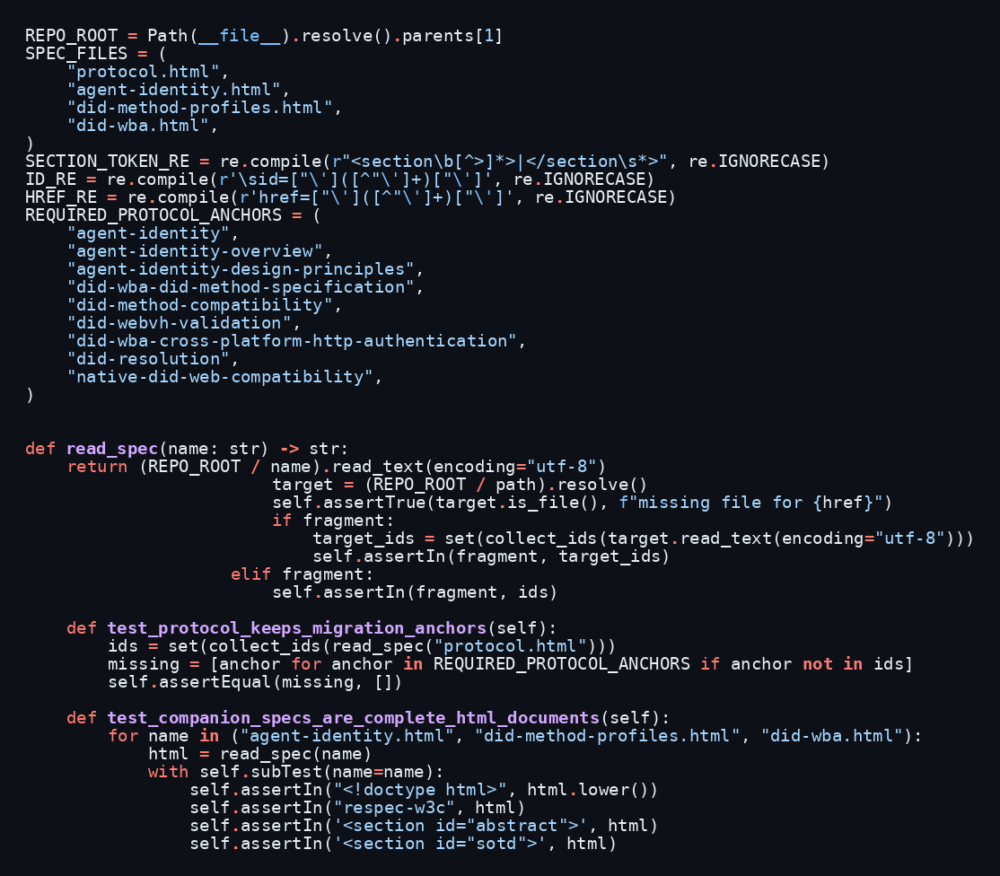 REPO_ROOT = Path(__file__).resolve().parents[1]
SPEC_FILES = (
    "protocol.html",
    "agent-identity.html",
    "did-method-profiles.html",
    "did-wba.html",
)
SECTION_TOKEN_RE = re.compile(r"<section\b[^>]*>|</section\s*>", re.IGNORECASE)
ID_RE = re.compile(r'\sid=["\']([^"\']+)["\']', re.IGNORECASE)
HREF_RE = re.compile(r'href=["\']([^"\']+)["\']', re.IGNORECASE)
REQUIRED_PROTOCOL_ANCHORS = (
    "agent-identity",
    "agent-identity-overview",
    "agent-identity-design-principles",
    "did-wba-did-method-specification",
    "did-method-compatibility",
    "did-webvh-validation",
    "did-wba-cross-platform-http-authentication",
    "did-resolution",
    "native-did-web-compatibility",
)


def read_spec(name: str) -> str:
    return (REPO_ROOT / name).read_text(encoding="utf-8")
                        target = (REPO_ROOT / path).resolve()
                        self.assertTrue(target.is_file(), f"missing file for {href}")
                        if fragment:
                            target_ids = set(collect_ids(target.read_text(encoding="utf-8")))
                            self.assertIn(fragment, target_ids)
                    elif fragment:
                        self.assertIn(fragment, ids)

    def test_protocol_keeps_migration_anchors(self):
        ids = set(collect_ids(read_spec("protocol.html")))
        missing = [anchor for anchor in REQUIRED_PROTOCOL_ANCHORS if anchor not in ids]
        self.assertEqual(missing, [])

    def test_companion_specs_are_complete_html_documents(self):
        for name in ("agent-identity.html", "did-method-profiles.html", "did-wba.html"):
            html = read_spec(name)
            with self.subTest(name=name):
                self.assertIn("<!doctype html>", html.lower())
                self.assertIn("respec-w3c", html)
                self.assertIn('<section id="abstract">', html)
                self.assertIn('<section id="sotd">', html)